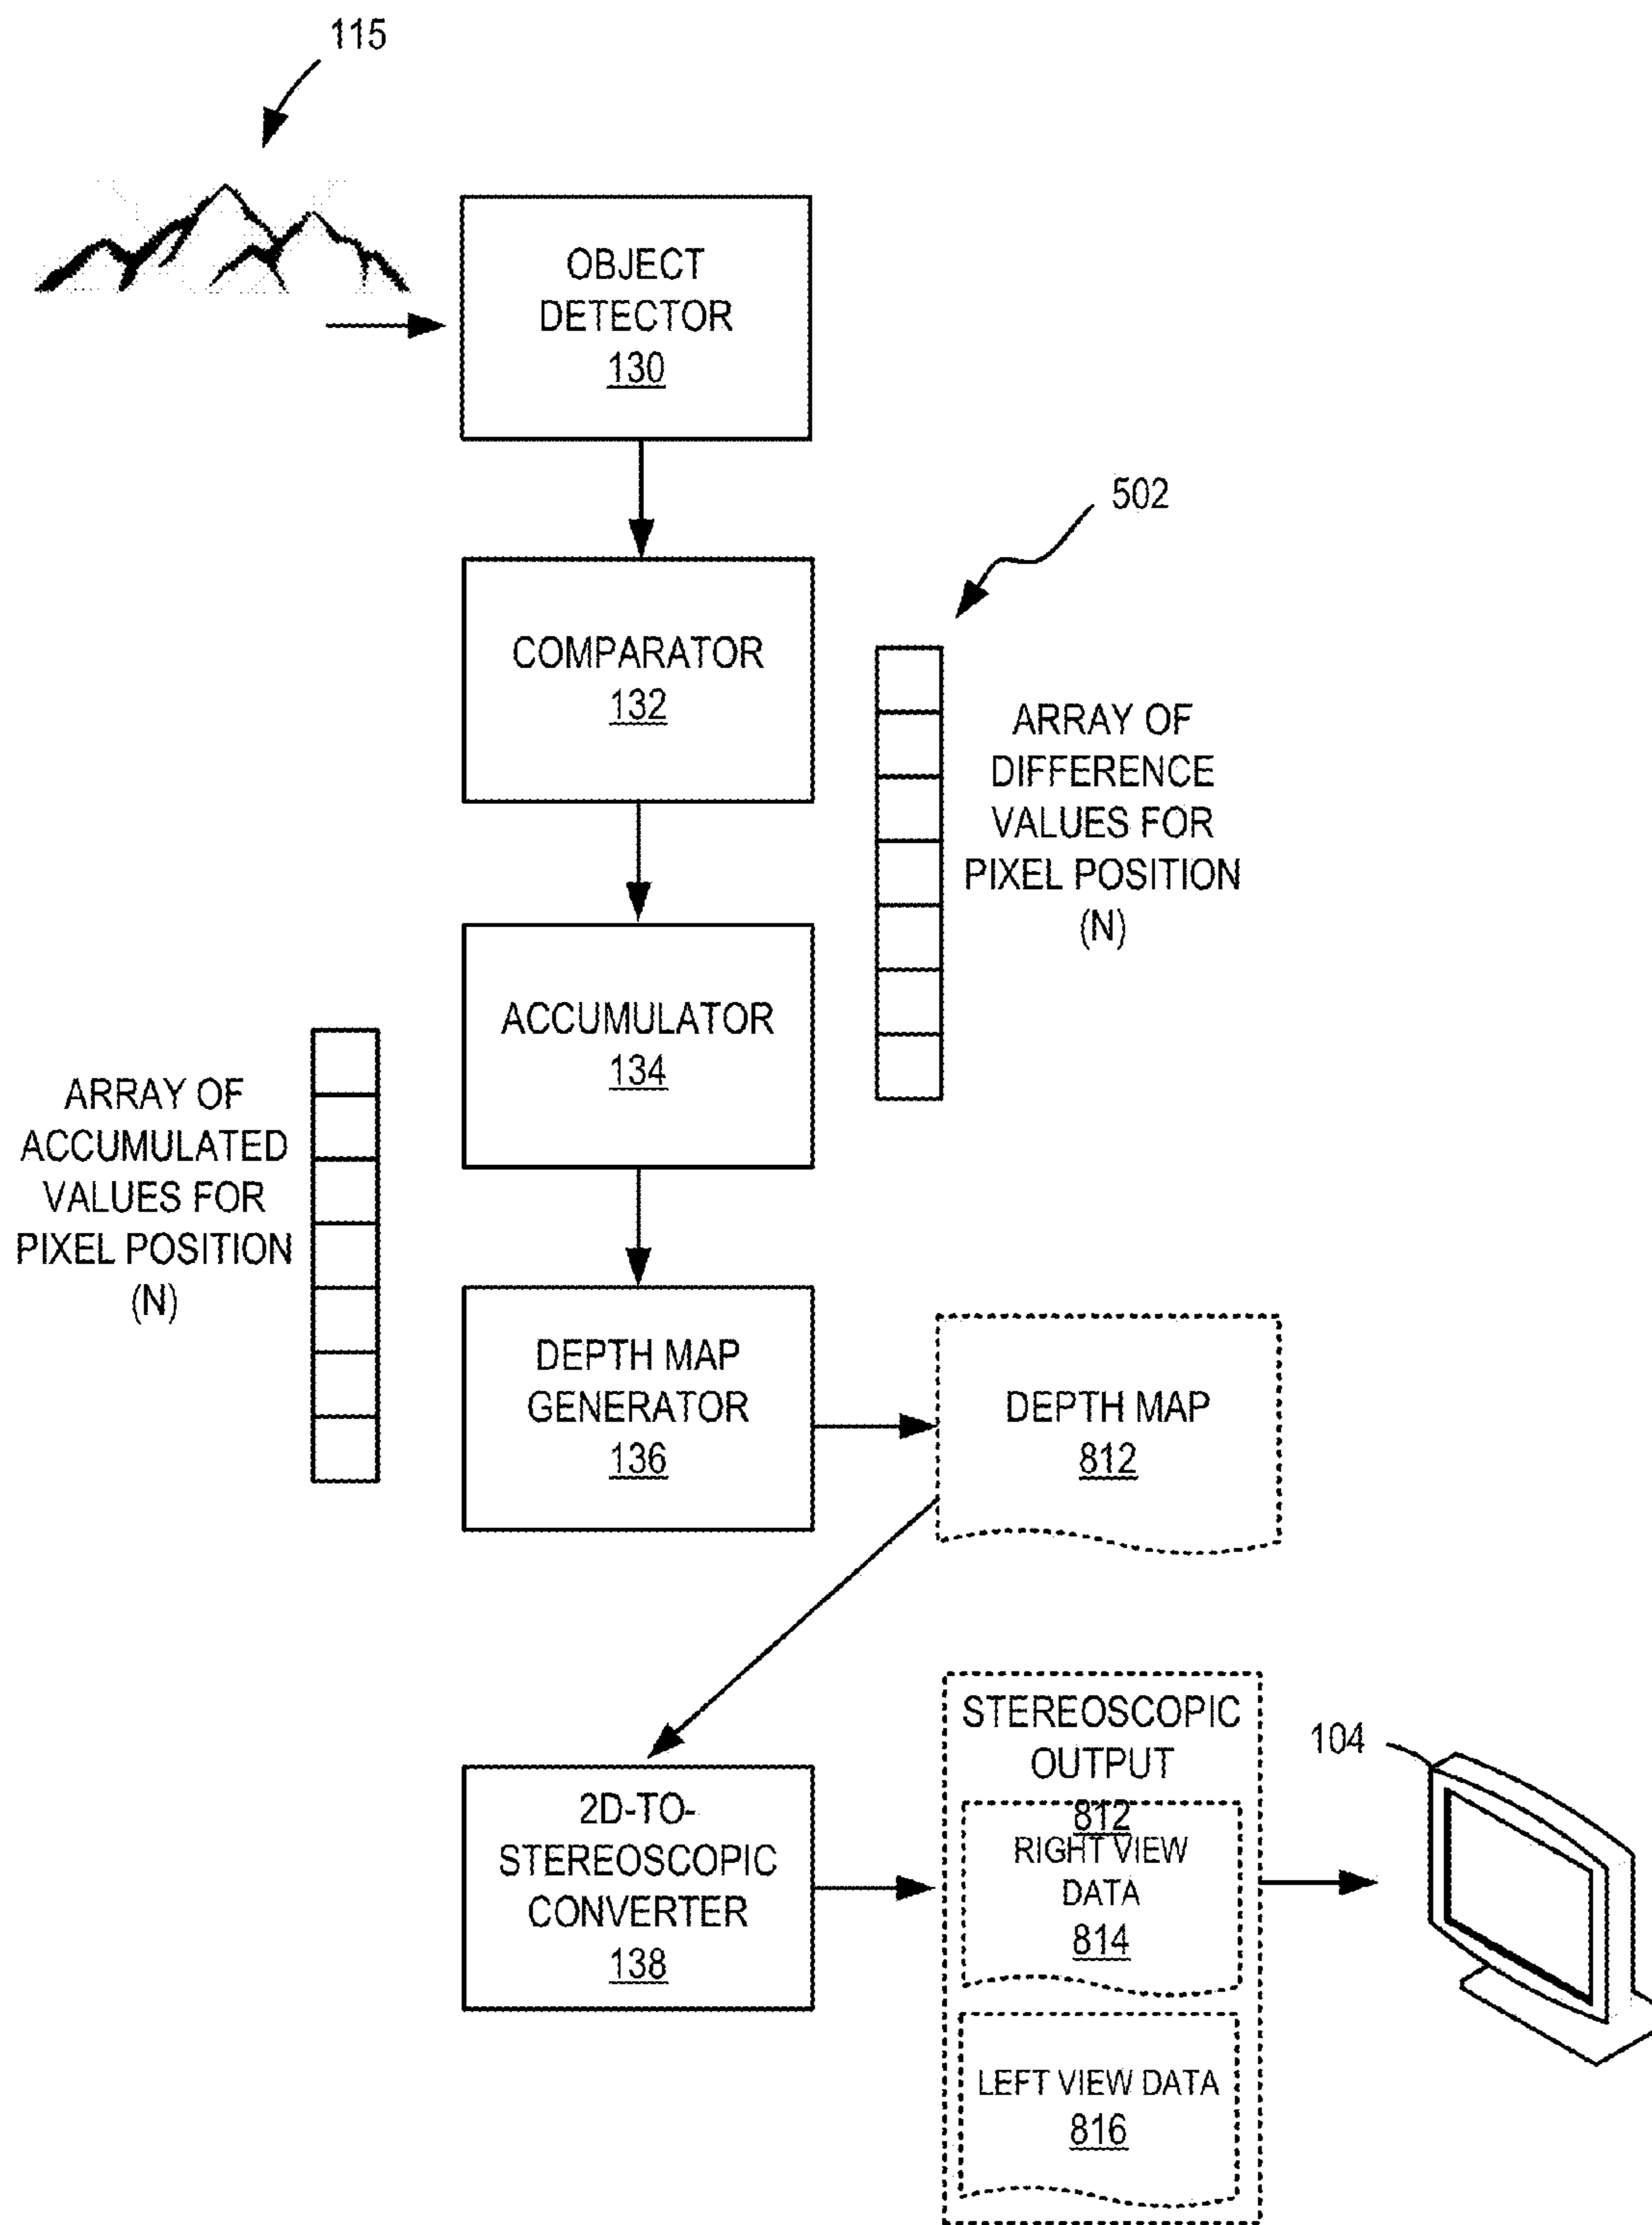 115
OBJECT
DETECTOR
130
502
COMPARATOR
132
ARRAY OF
DIFFERENCE
VALUES FOR
PIXEL POSITION
(N)
ACCUMULATOR
134
ARRAY OF
ACCUMULATED
VALUES FOR
PIXEL POSITION
(N)
DEPTH MAP
GENERATOR
136
DEPTH MAP
812
2D-TO-
STEREOSCOPIC
CONVERTER
138
STEREOSCOPIC
OUTPUT
812
RIGHT VIEW
DATA
814
LEFT VIEW DATA
816
104